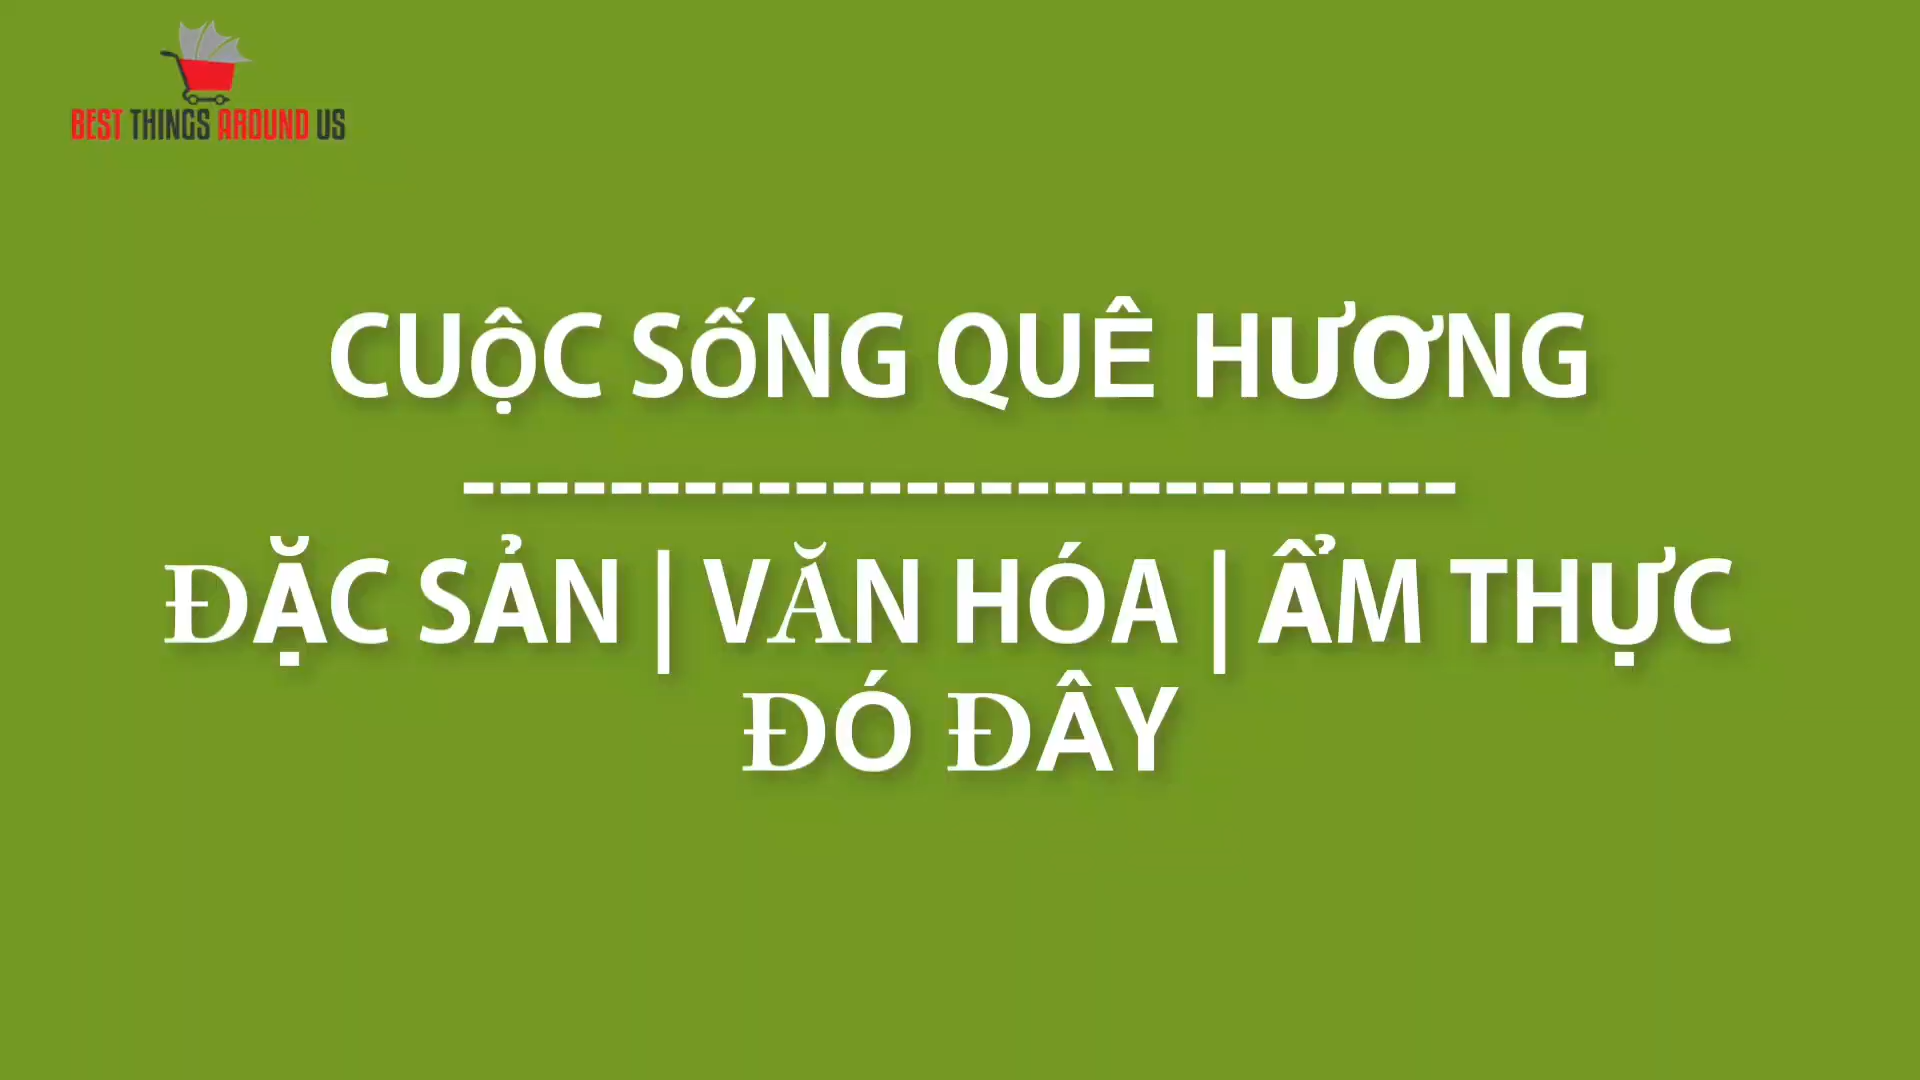 BEST THINGS AROUND US
CUỘC SỐNG QUÊ HƯƠNG
---------------------------
ĐẶC SẢN | VĂN HÓA | ẨM THỰC
ĐÓ ĐÂY